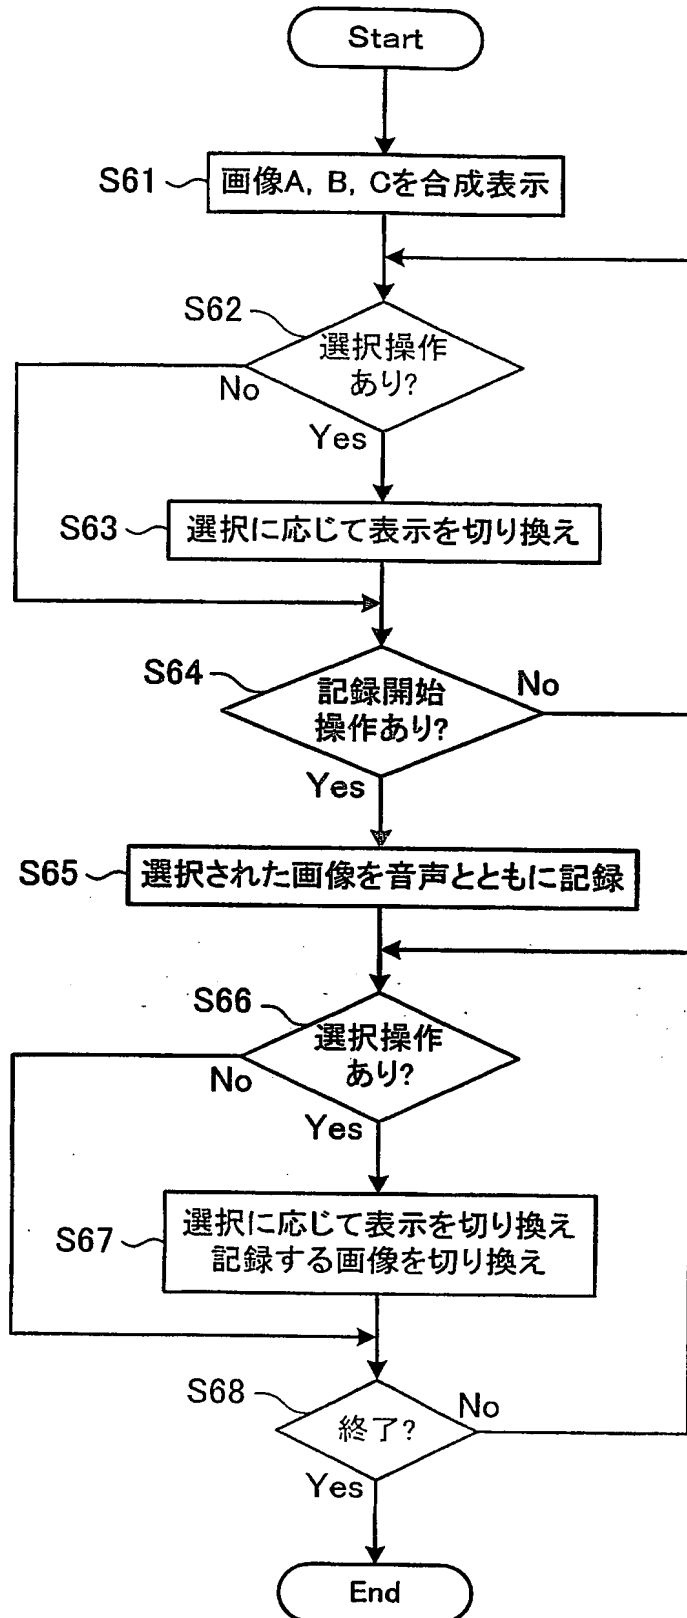 Start
S61
画像A, B, Cを合成表示
S62
選択操作
あり?
No
Yes
S63
選択に応じて表示を切り換え
S64
記録開始
操作あり?
No
Yes
S65
選択された画像を音声とともに記録
S66
選択操作
あり?
No
Yes
S67
選択に応じて表示を切り換え
記録する画像を切り換え
S68
終了?
No
Yes
End